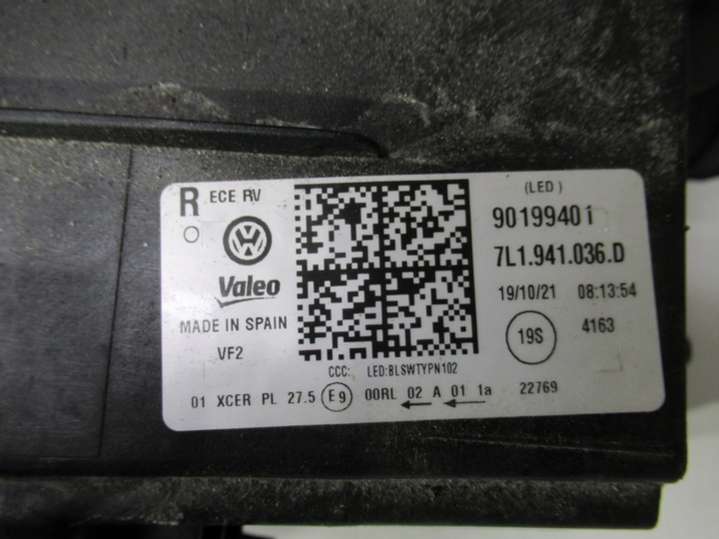 R ECE RV
(LED)
90199401
7L1.941.036.D
Valeo
MADE IN SPAIN
VF2
19/10/21 08:13:54
19S 4163
CCC: LED:BLSWTYPN102
01 XCER PL 27.5 E9 00RL 02 A 01 1a 22769